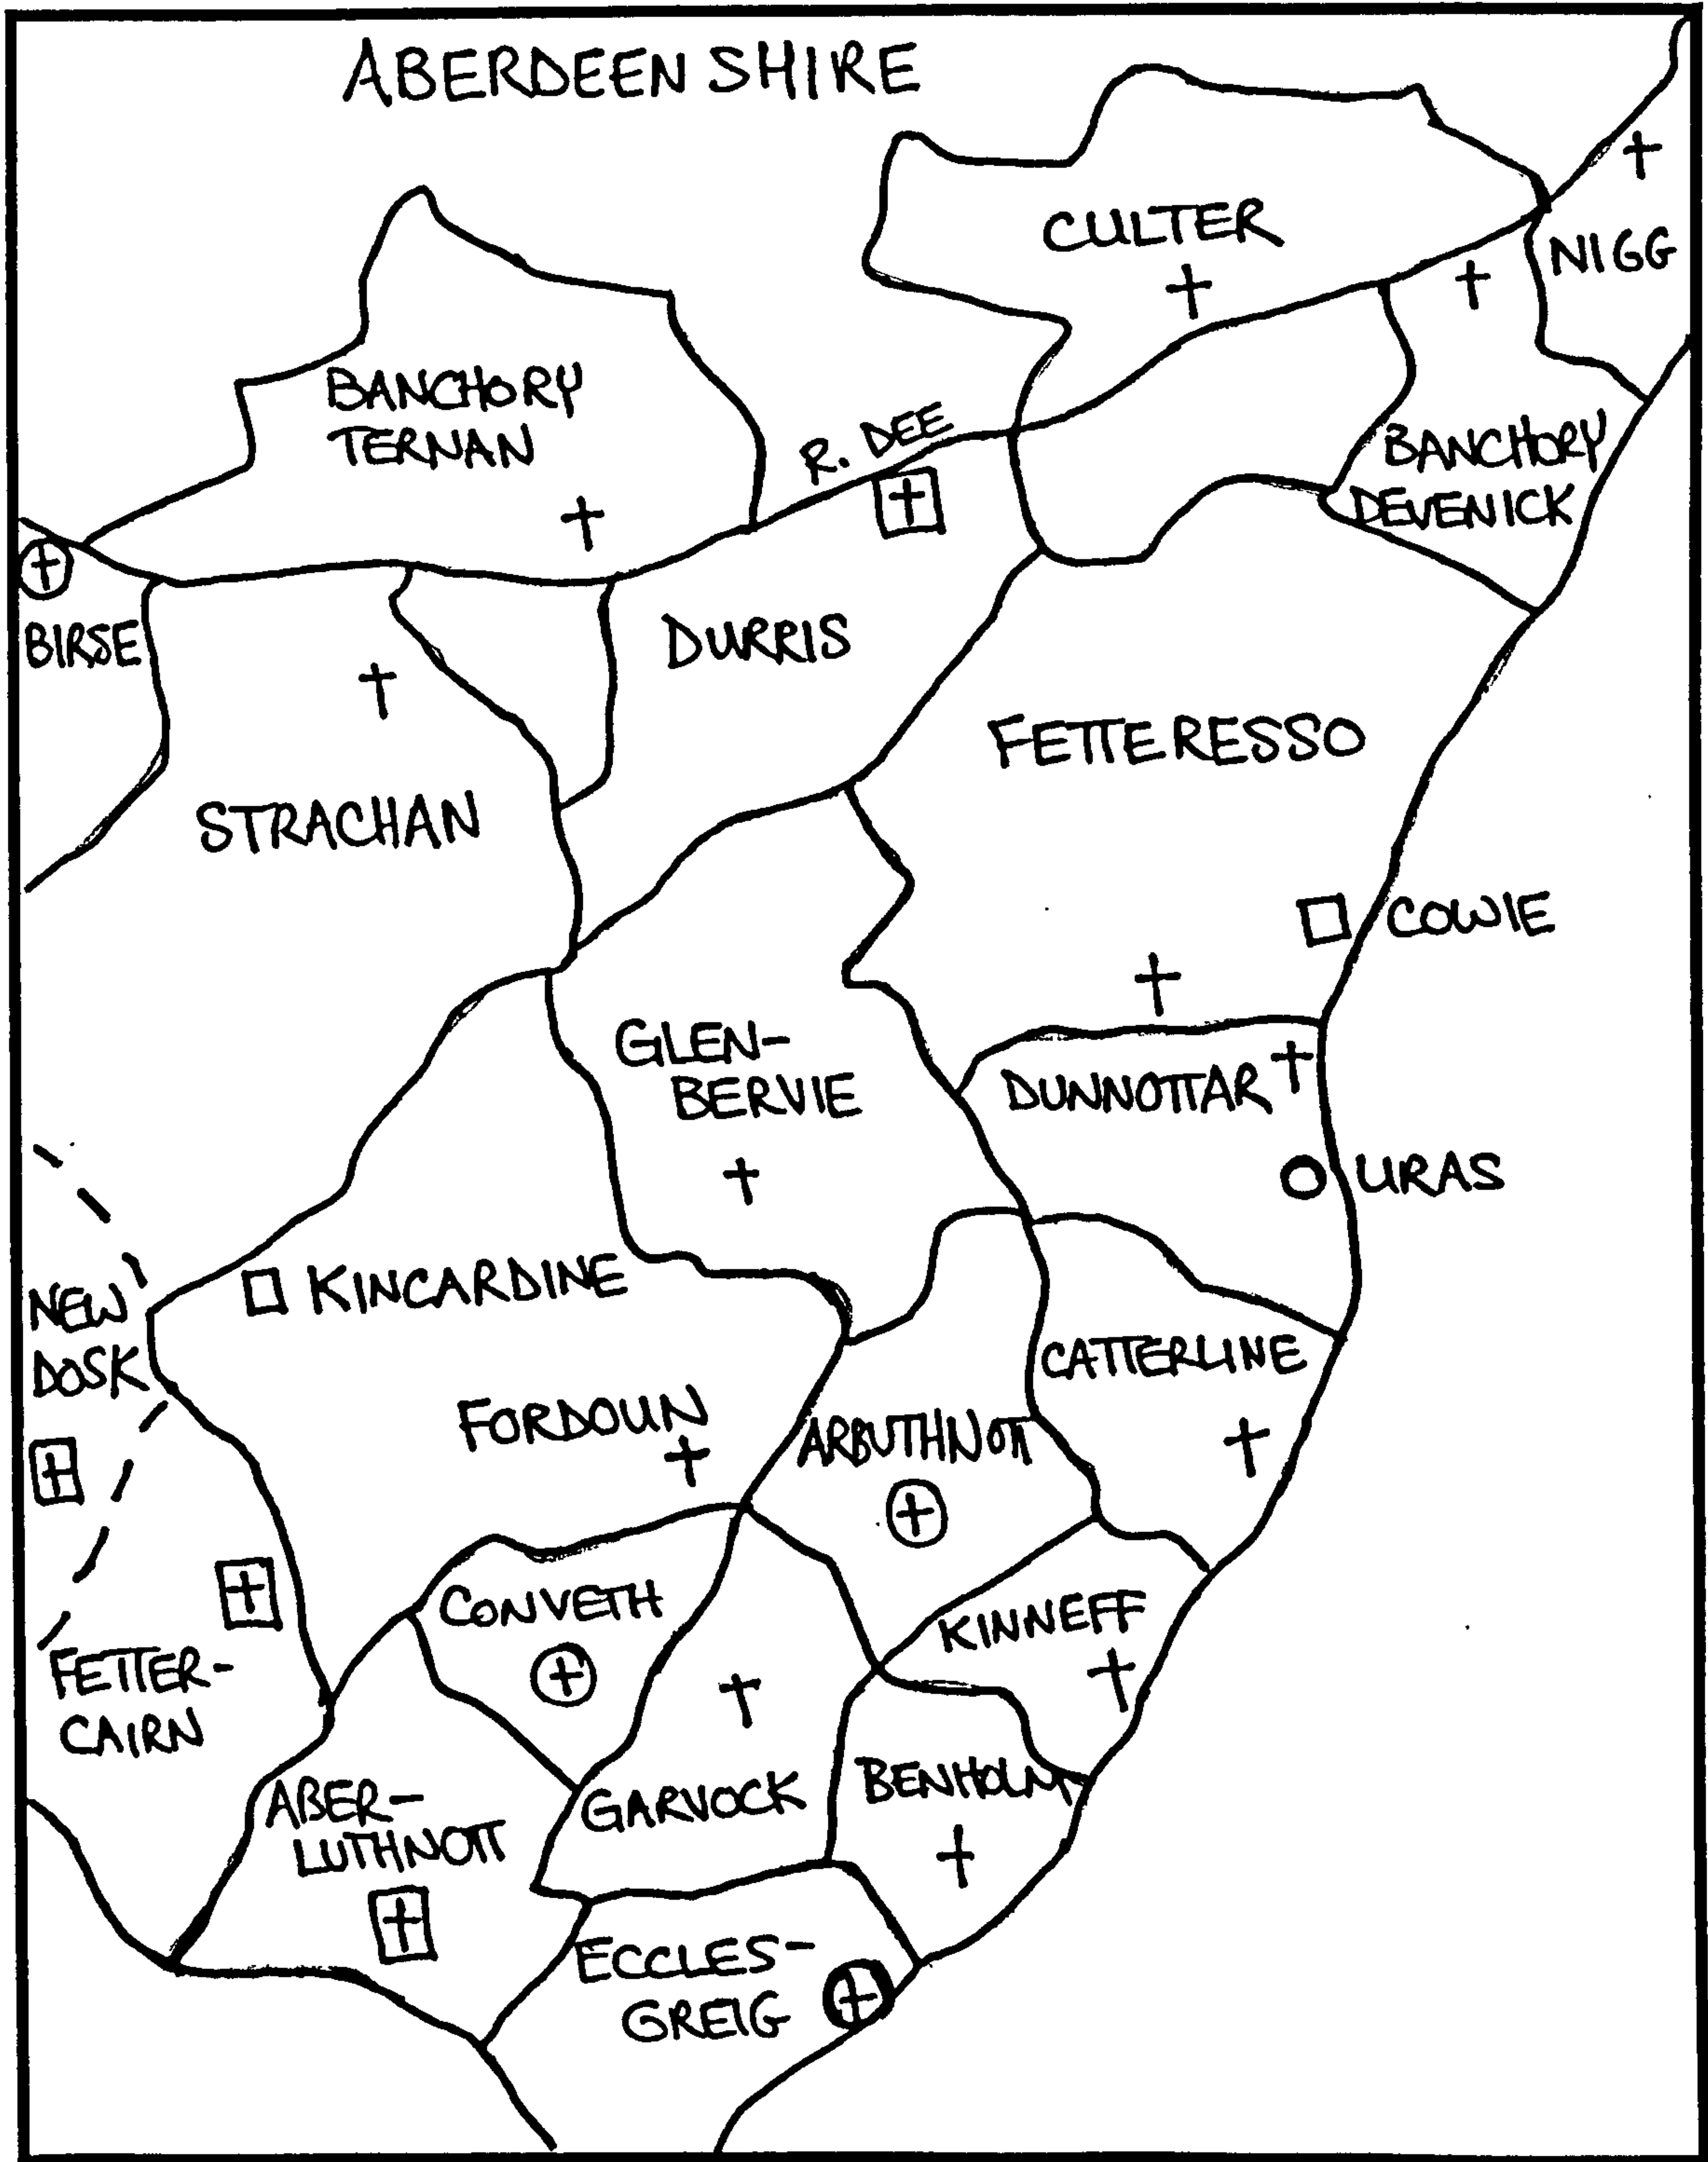 ABERDEEN SHIRE
CULTER
NIGG
BANCHORY
TERNAN
R. DEE
BANCHORY
DEVENICK
BIRSE
DURRIS
FETTERESSO
STRACHAN
COWIE
GLEN-
BERVIE
DUNNOTTAR
URAS
KINCARDINE
NEW
DOSK
CATTERLINE
FORDOUN
ARBUTHNOTT
CONVETH
KINNEFF
FETTER-
CAIRN
BENHOLM
ABER-
LUTHNOTT
GARVOCK
ECCLES-
GREIG